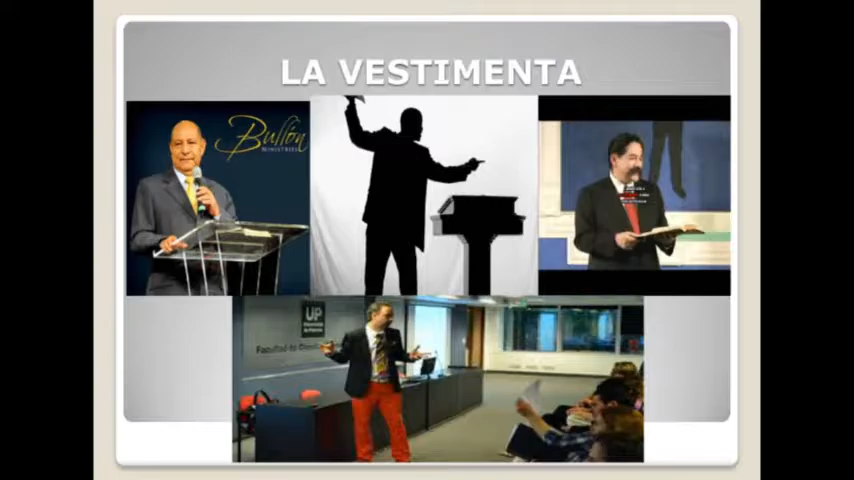 LA VESTIMENTA
Bullón
MINISTRIES
UP
Facultad de